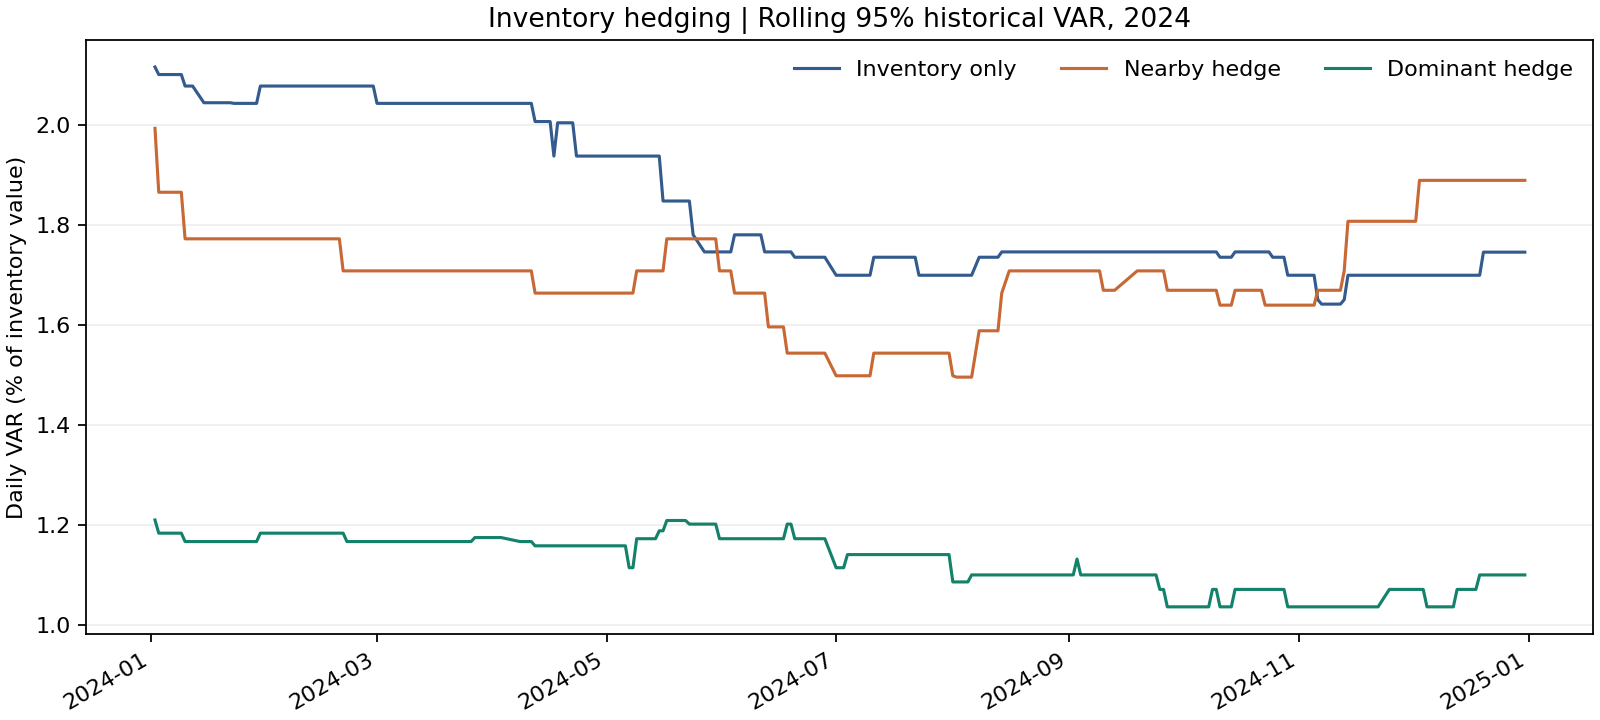 Inventory hedging | Rolling 95% historical VAR, 2024
Inventory only
Nearby hedge
Dominant hedge
Daily VAR (% of inventory value)
2.0
1.8
1.6
1.4
1.2
1.0
2024-01
2024-03
2024-05
2024-07
2024-09
2024-11
2025-01